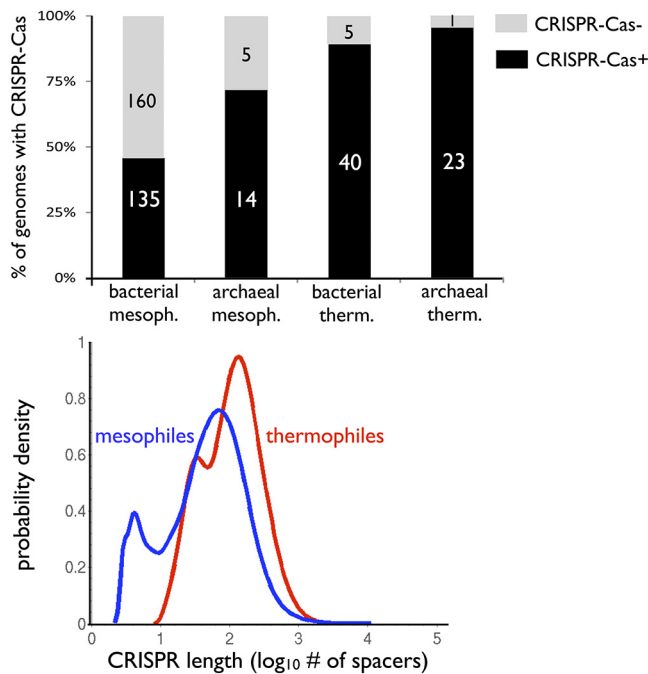 100%
75%
50%
25%
0%
% of genomes with CRISPR-Cas
160
135
5
14
5
40
1
23
CRISPR-Cas-
CRISPR-Cas+
bacterial mesoph.
archaeal mesoph.
bacterial therm.
archaeal therm.
1
0.8
0.6
0.4
0.2
0
probability density
mesophiles
thermophiles
0 1 2 3 4 5
CRISPR length (log₁₀ # of spacers)